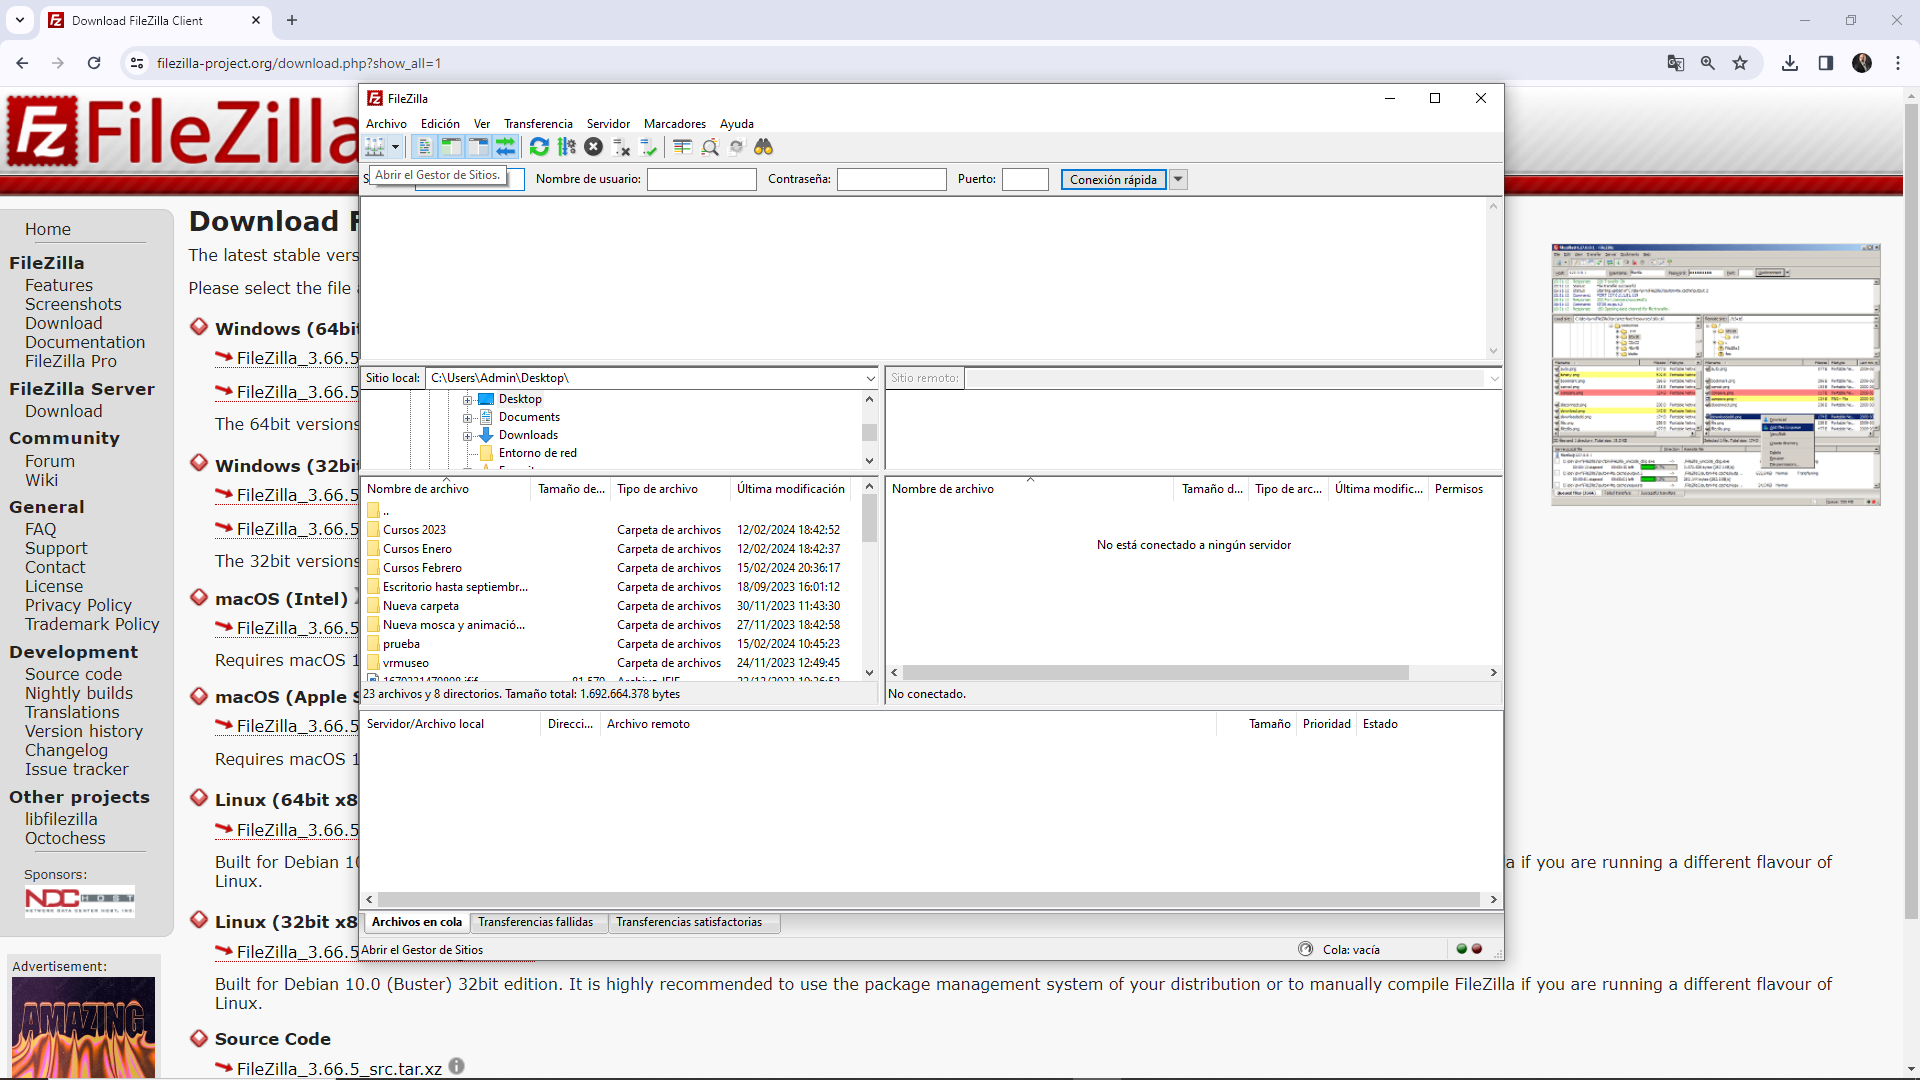 Download FileZilla Client
filezilla-project.org/download.php?show_all=1
FileZilla
FileZilla
Archivo Edición Ver Transferencia Servidor Marcadores Ayuda
Abrir el Gestor de Sitios.
Nombre de usuario: Contraseña: Puerto: Conexión rápida
Home
FileZilla
Features
Screenshots
Download
Documentation
FileZilla Pro
FileZilla Server
Download
Community
Forum
Wiki
General
FAQ
Support
Contact
License
Privacy Policy
Trademark Policy
Development
Source code
Nightly builds
Translations
Version history
Changelog
Issue tracker
Other projects
libfilezilla
Octochess
Sponsors:
NDC HOST
NETWORK DATA CENTER HOST, INC.
Advertisement:
AMAZING
Download F
The latest stable vers
Please select the file
Windows (64bit
FileZilla_3.66.5
FileZilla_3.66.5
The 64bit versions
Windows (32bit
FileZilla_3.66.5
FileZilla_3.66.5
The 32bit versions
macOS (Intel)
FileZilla_3.66.5
Requires macOS 1
macOS (Apple S
FileZilla_3.66.5
Requires macOS 1
Linux (64bit x8
FileZilla_3.66.5
Built for Debian 10
a if you are running a different flavour of
Linux.
Linux (32bit x8
FileZilla_3.66.5
Built for Debian 10.0 (Buster) 32bit edition. It is highly recommended to use the package management system of your distribution or to manually compile FileZilla if you are running a different flavour of
Linux.
Source Code
FileZilla_3.66.5_src.tar.xz
Sitio local: C:\Users\Admin\Desktop\
Desktop
Documents
Downloads
Entorno de red
Sitio remoto:
Nombre de archivo Tamaño de... Tipo de archivo Última modificación
..
Cursos 2023 Carpeta de archivos 12/02/2024 18:42:52
Cursos Enero Carpeta de archivos 12/02/2024 18:42:37
Cursos Febrero Carpeta de archivos 15/02/2024 20:36:17
Escritorio hasta septiembr... Carpeta de archivos 18/09/2023 16:01:12
Nueva carpeta Carpeta de archivos 30/11/2023 11:43:30
Nueva mosca y animació... Carpeta de archivos 27/11/2023 18:42:58
prueba Carpeta de archivos 15/02/2024 10:45:23
vrmuseo Carpeta de archivos 24/11/2023 12:49:45
23 archivos y 8 directorios. Tamaño total: 1.692.664.378 bytes
Nombre de archivo Tamaño d... Tipo de arc... Última modific... Permisos
No está conectado a ningún servidor
No conectado.
Servidor/Archivo local Direcci... Archivo remoto Tamaño Prioridad Estado
Archivos en cola Transferencias fallidas Transferencias satisfactorias
Abrir el Gestor de Sitios Cola: vacía